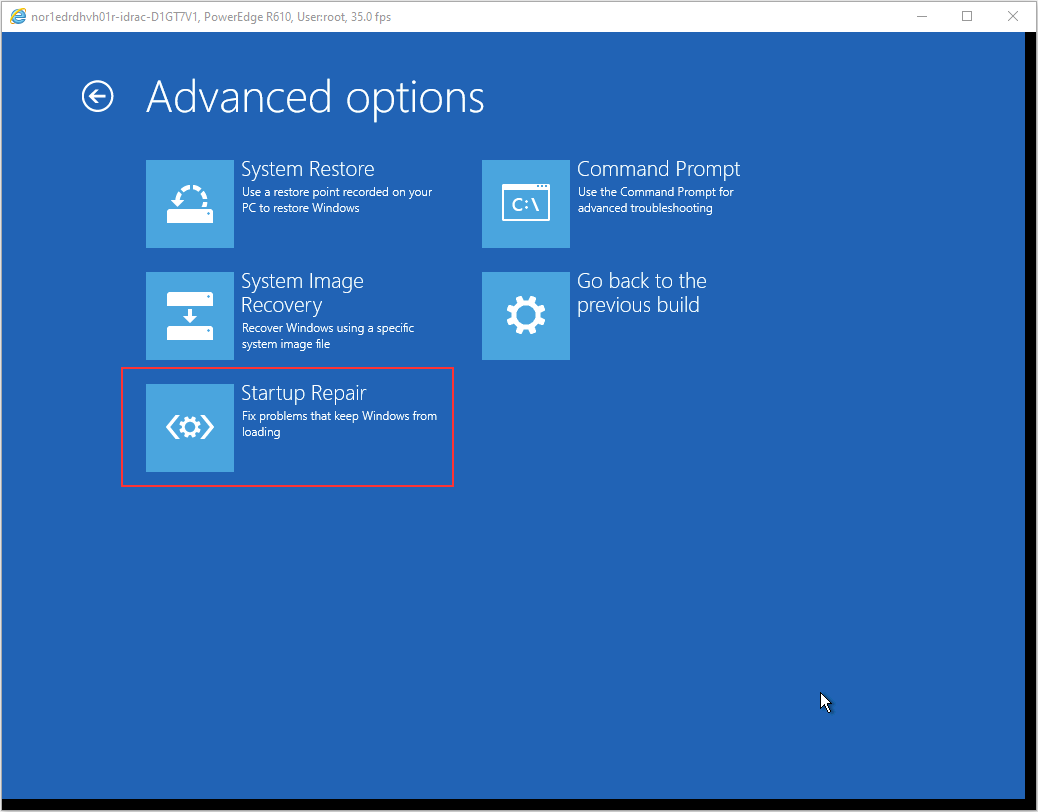 nor1edrdhvh01r-idrac-D1GT7V1, PowerEdge R610, User:root, 35.0 fps
Advanced options
System Restore
Use a restore point recorded on your
PC to restore Windows
Command Prompt
C:\
Use the Command Prompt for
advanced troubleshooting
System Image
Recovery
Recover Windows using a specific
system image file
Go back to the
previous build
Startup Repair
Fix problems that keep Windows from
loading